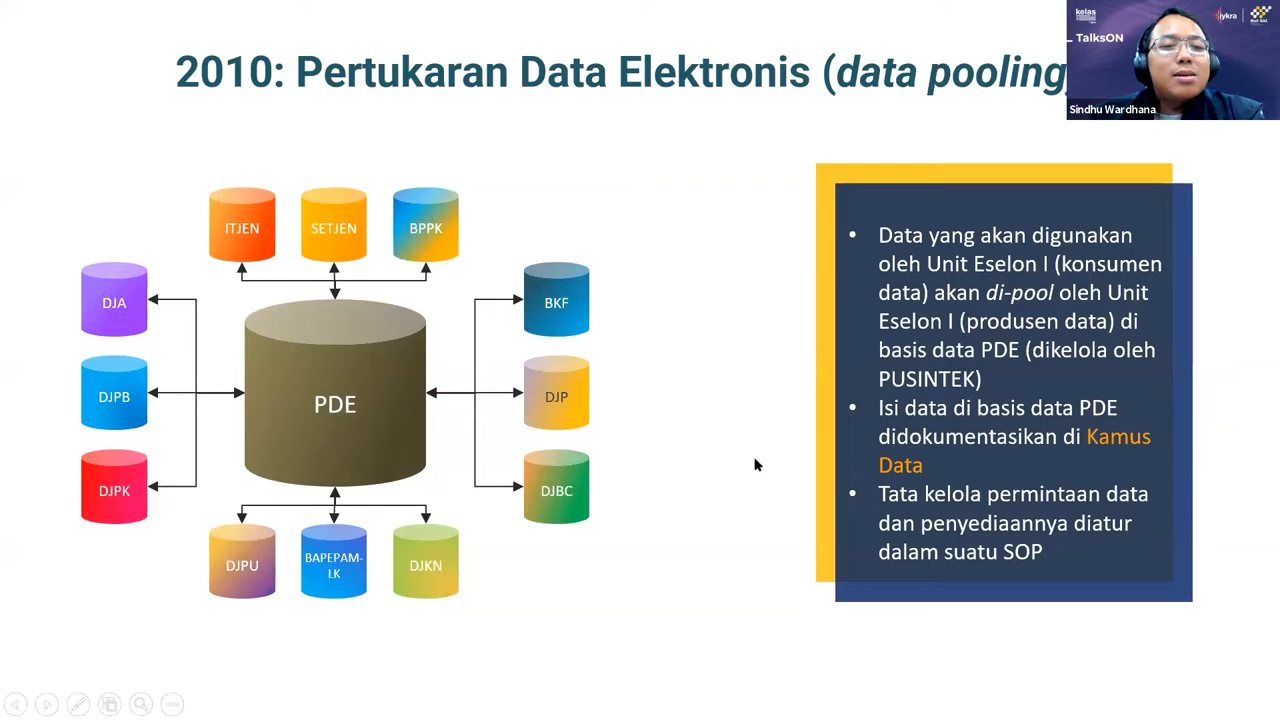 2010: Pertukaran Data Elektronis (data pooling
kelas
TalksON
iykra
Sindhu Wardhana
ITJEN
SETJEN
BPPK
DJA
DJPB
DJPK
PDE
BKF
DJP
DJBC
DJPU
BAPEPAM-
LK
DJKN
• Data yang akan digunakan
oleh Unit Eselon I (konsumen
data) akan di-pool oleh Unit
Eselon I (produsen data) di
basis data PDE (dikelola oleh
PUSINTEK)
• Isi data di basis data PDE
didokumentasikan di Kamus
Data
• Tata kelola permintaan data
dan penyediaannya diatur
dalam suatu SOP